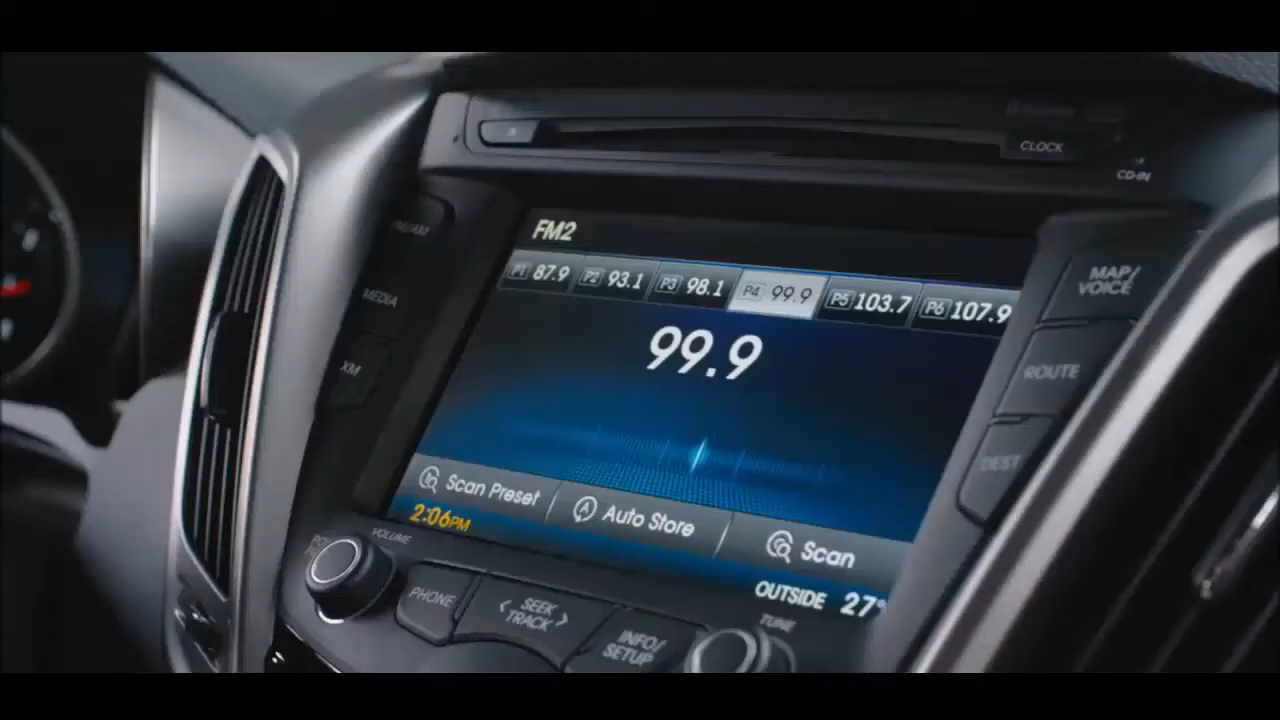 CLOCK
CD-IN
FM2
P1 87.9 P2 93.1 P3 98.1 P4 99.9 P5 103.7 P6 107.9
99.9
MEDIA
XM
MAP/
VOICE
ROUTE
DEST
Scan Preset Auto Store Scan
2:06PM
OUTSIDE 27°
VOLUME
PHONE
SEEK
TRACK
INFO/
SETUP
TUNE